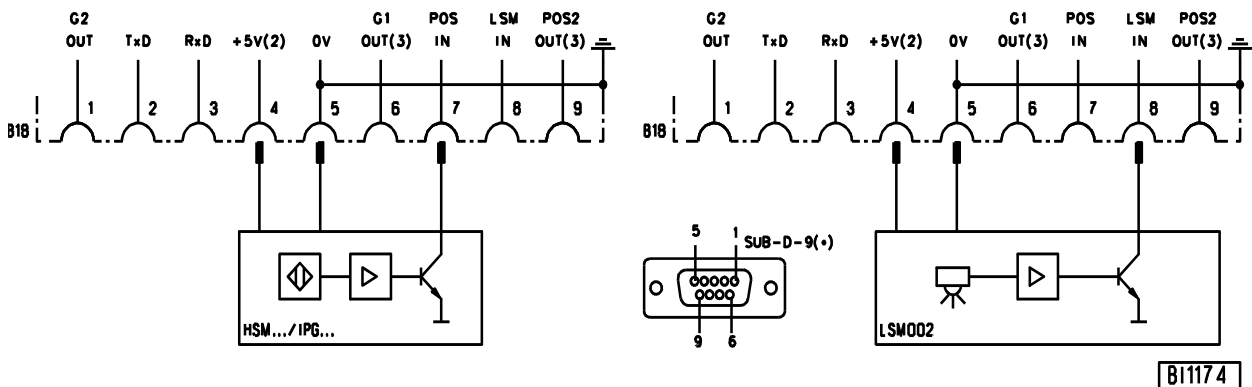 G2 G1 POS LSM POS2
OUT TxD RxD +5V(2) 0V OUT(3) IN IN OUT(3)
1 2 3 4 5 6 7 8 9
B18
HSM.../IPG...
G2 G1 POS LSM POS2
OUT TxD RxD +5V(2) 0V OUT(3) IN IN OUT(3)
1 2 3 4 5 6 7 8 9
B18
5 1 SUB-D-9(•)
9 6
LSM002
BI1174